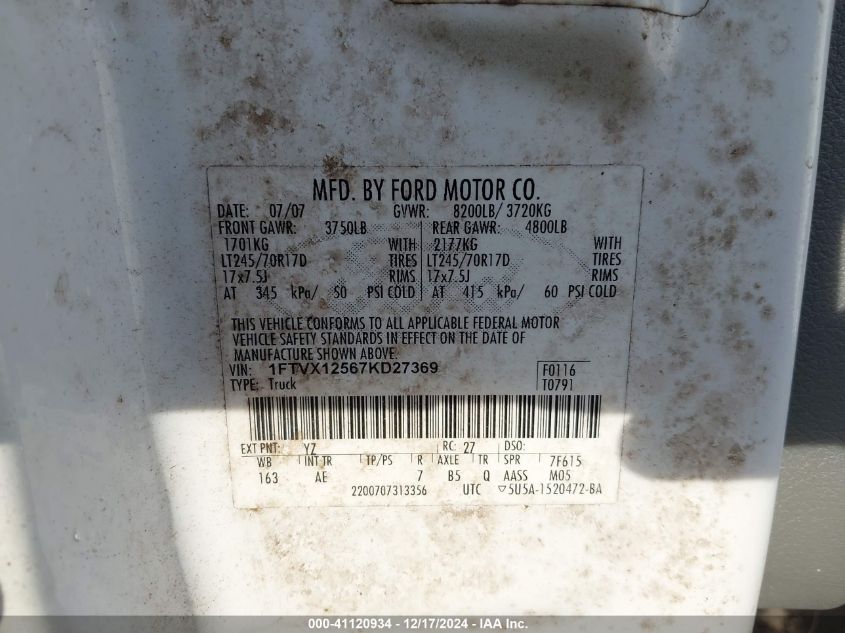 MFD. BY FORD MOTOR CO.
DATE: 07/07 GVWR: 8200LB/ 3720KG
FRONT GAWR: 3750LB REAR GAWR: 4800LB
1701KG WITH 2177KG WITH
LT245/70R17D TIRES LT245/70R17D TIRES
17x7.5J RIMS 17x7.5J RIMS
AT 345 kPa/ 50 PSI COLD AT 415 kPa/ 60 PSI COLD
THIS VEHICLE CONFORMS TO ALL APPLICABLE FEDERAL MOTOR
VEHICLE SAFETY STANDARDS IN EFFECT ON THE DATE OF
MANUFACTURE SHOWN ABOVE.
VIN: 1FTVX12567KD27369 F0116
TYPE: Truck T0791
EXT PNT: YZ RC: 27 DSO:
WB INT TR TP/PS R AXLE TR SPR 7F615
163 AE 7 B5 Q AASS M05
2200707313356 UTC ▽5U5A-1520472-BA
000-41120934 - 12/17/2024 - IAA Inc.